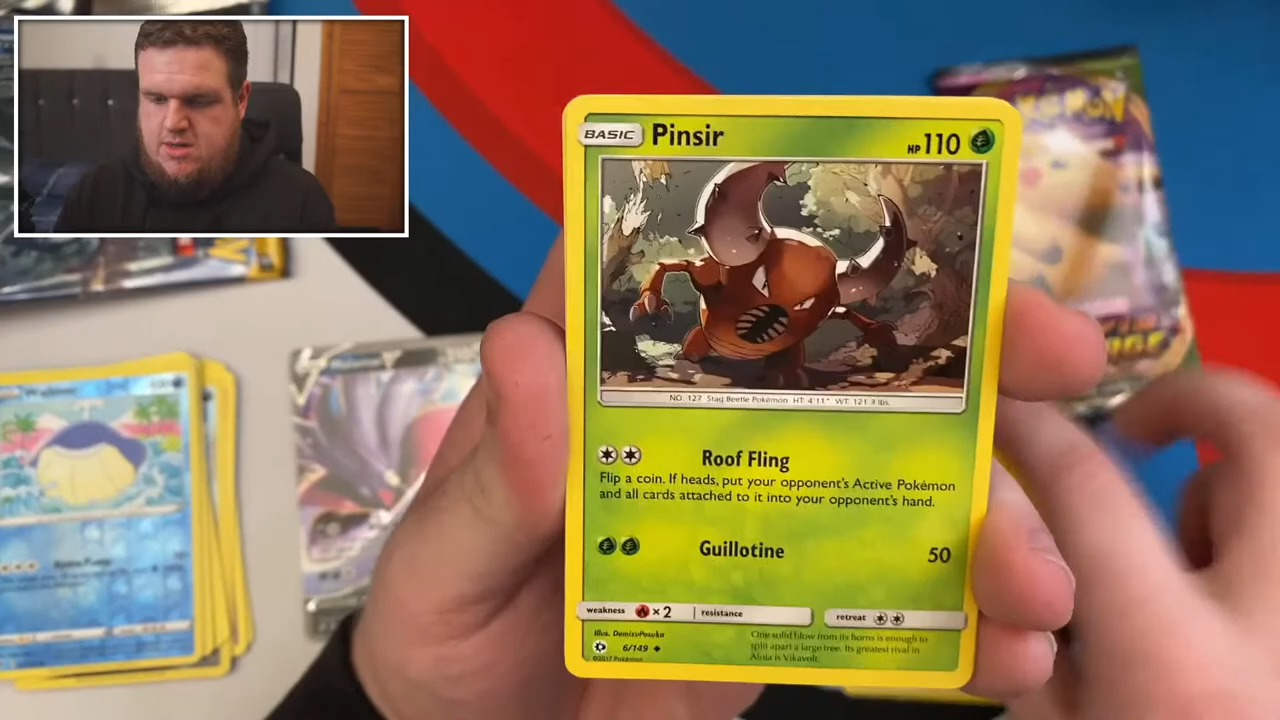 BASIC Pinsir HP 110
NO. 127 Stag Beetle Pokémon HT: 4'11" WT: 121.3 lbs.
Roof Fling
Flip a coin. If heads, put your opponent's Active Pokémon
and all cards attached to it into your opponent's hand.
Guillotine 50
weakness ×2 resistance retreat
Illus. DemizuPosuka
6/149
©2017 Pokémon
One solid blow from its horns is enough to
split apart a large tree. Its greatest rival in
Alola is Vikavolt.